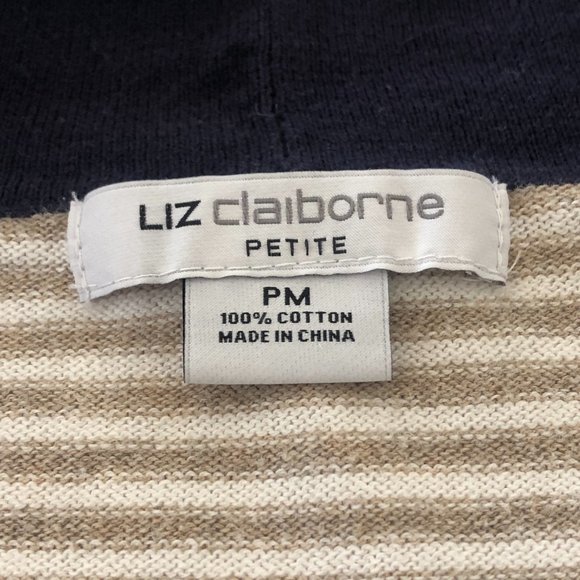 LIZ claiborne
PETITE
PM
100% COTTON
MADE IN CHINA